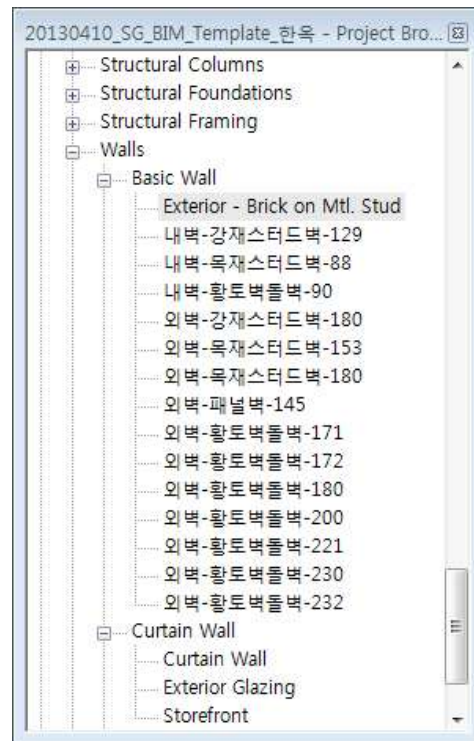 20130410_SG_BIM_Template_한옥 - Project Bro...
Structural Columns
Structural Foundations
Structural Framing
Walls
Basic Wall
Exterior - Brick on Mtl. Stud
내벽-강재스터드벽-129
내벽-목재스터드벽-88
내벽-황토벽돌벽-90
외벽-강재스터드벽-180
외벽-목재스터드벽-153
외벽-목재스터드벽-180
외벽-패널벽-145
외벽-황토벽돌벽-171
외벽-황토벽돌벽-172
외벽-황토벽돌벽-180
외벽-황토벽돌벽-200
외벽-황토벽돌벽-221
외벽-황토벽돌벽-230
외벽-황토벽돌벽-232
Curtain Wall
Curtain Wall
Exterior Glazing
Storefront